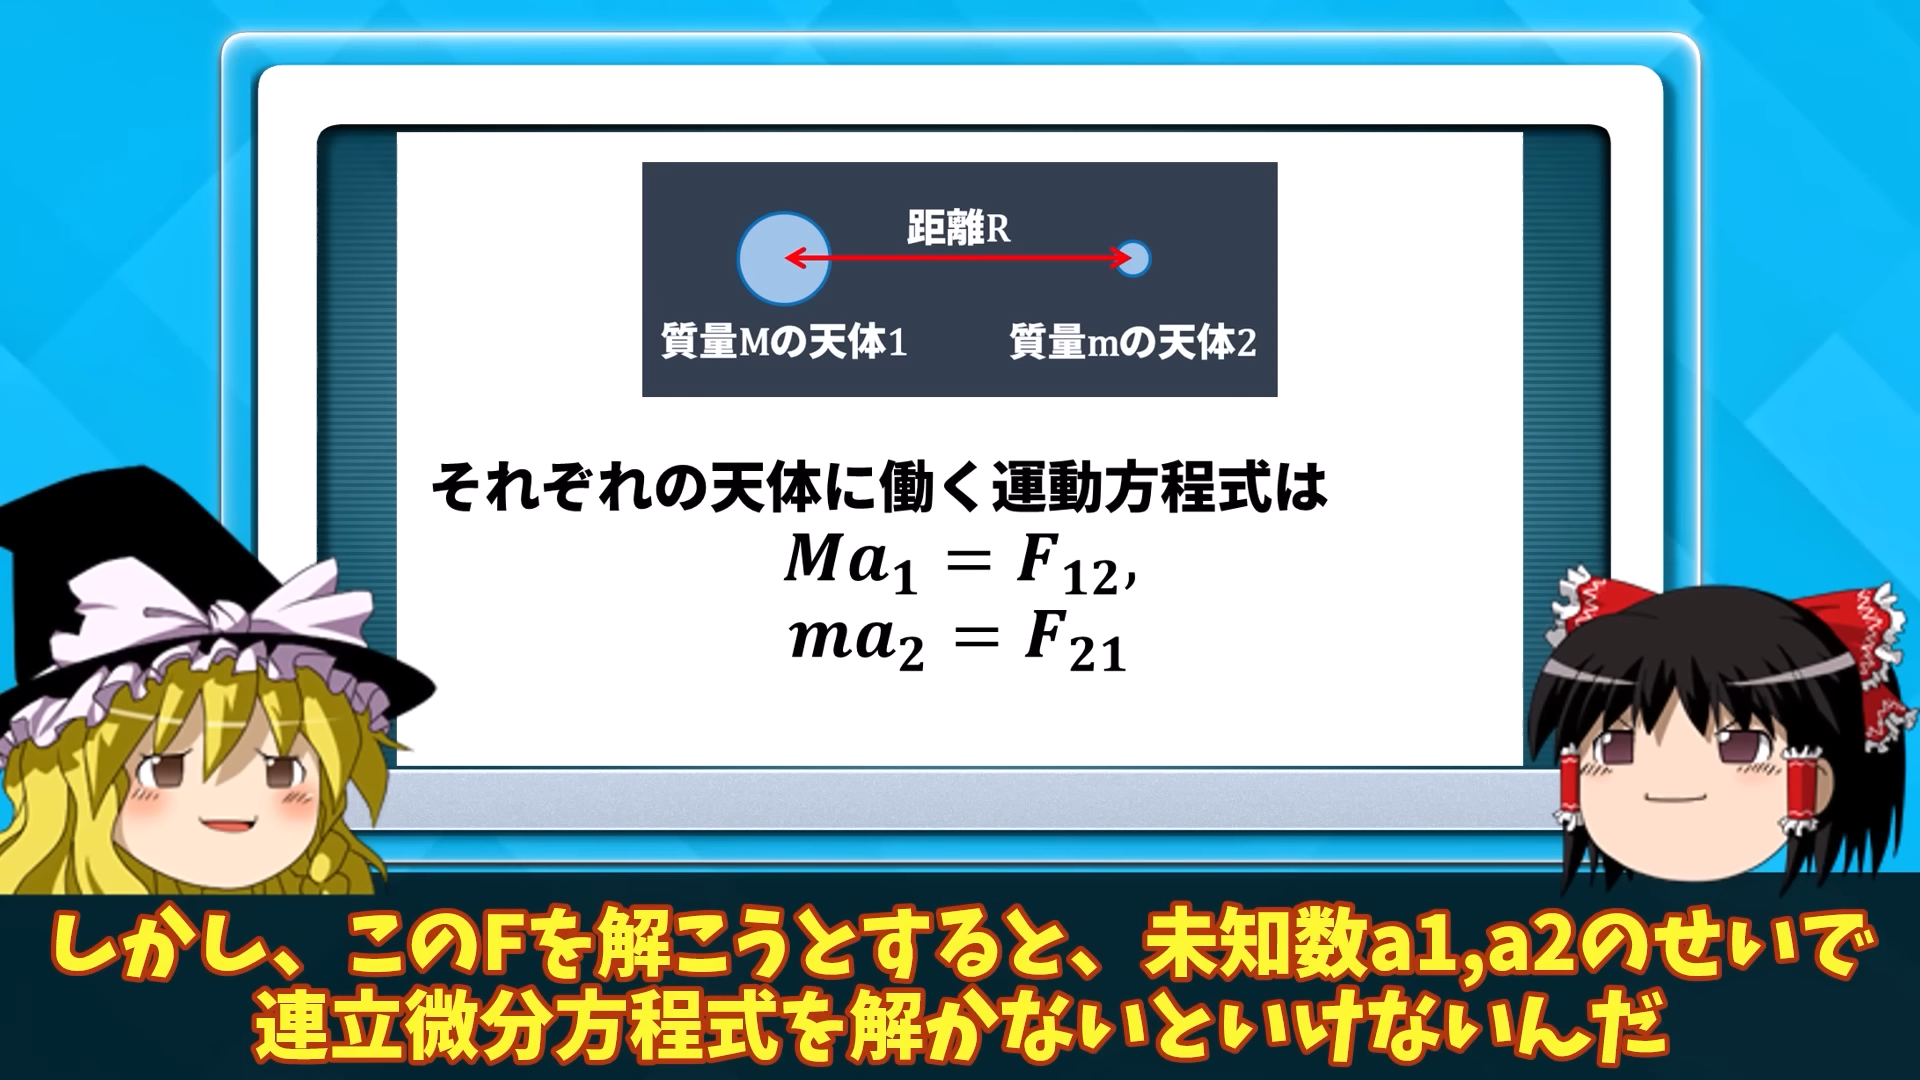 距離R
質量Mの天体1
質量mの天体2
それぞれの天体に働く運動方程式は
Ma₁ = F₁₂,
ma₂ = F₂₁
しかし、このFを解こうとすると、未知数a1,a2のせいで
連立微分方程式を解かないといけないんだ